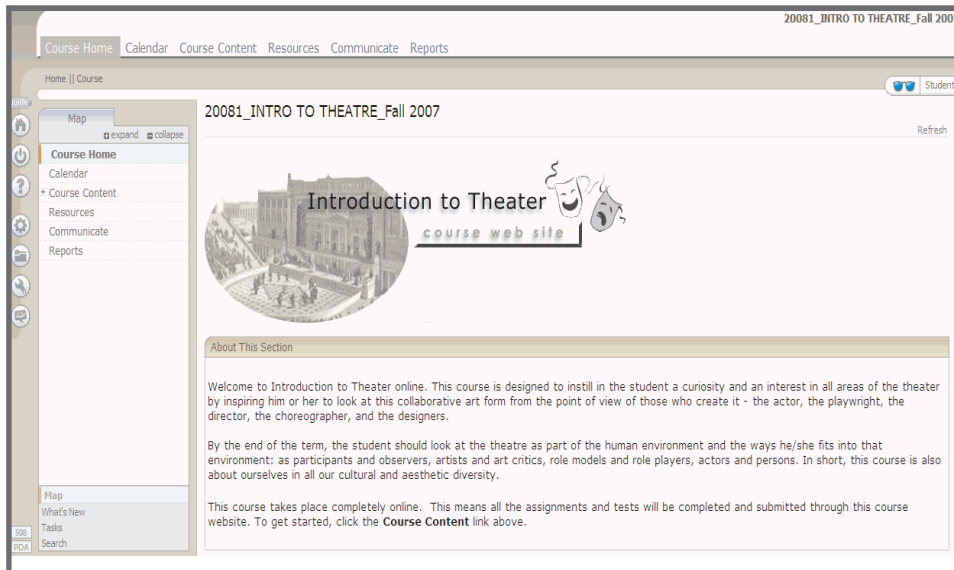 20081_INTRO TO THEATRE_Fall 200
Course Home Calendar Course Content Resources Communicate Reports
Home || Course
Student
guide
Map
expand collapse
Course Home
Calendar
+ Course Content
Resources
Communicate
Reports
Map
What's New
Tasks
Search
508
PDA
20081_INTRO TO THEATRE_Fall 2007
Refresh
Introduction to Theater
course web site
About This Section
Welcome to Introduction to Theater online. This course is designed to instill in the student a curiosity and an interest in all areas of the theater
by inspiring him or her to look at this collaborative art form from the point of view of those who create it - the actor, the playwright, the
director, the choreographer, and the designers.
By the end of the term, the student should look at the theatre as part of the human environment and the ways he/she fits into that
environment: as participants and observers, artists and art critics, role models and role players, actors and persons. In short, this course is also
about ourselves in all our cultural and aesthetic diversity.
This course takes place completely online. This means all the assignments and tests will be completed and submitted through this course
website. To get started, click the Course Content link above.